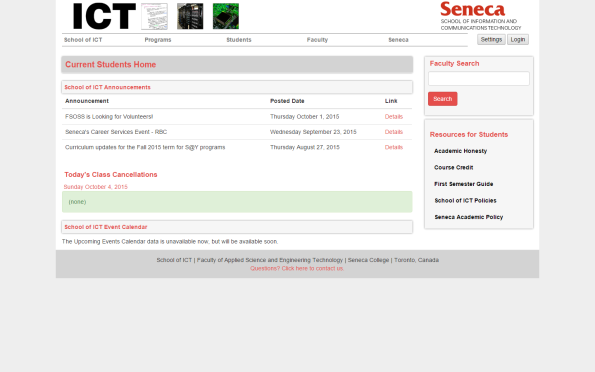 ICT
Seneca
SCHOOL OF INFORMATION AND
COMMUNICATIONS TECHNOLOGY
School of ICT Programs Students Faculty Seneca
Settings Login
Current Students Home
School of ICT Announcements
Announcement Posted Date Link
FSOSS is Looking for Volunteers! Thursday October 1, 2015 Details
Seneca's Career Services Event - RBC Wednesday September 23, 2015 Details
Curriculum updates for the Fall 2015 term for S@Y programs Thursday August 27, 2015 Details
Today's Class Cancellations
Sunday October 4, 2015
(none)
School of ICT Event Calendar
The Upcoming Events Calendar data is unavailable now, but will be available soon.
Faculty Search
Search
Resources for Students
Academic Honesty
Course Credit
First Semester Guide
School of ICT Policies
Seneca Academic Policy
School of ICT | Faculty of Applied Science and Engineering Technology | Seneca College | Toronto, Canada
Questions? Click here to contact us.